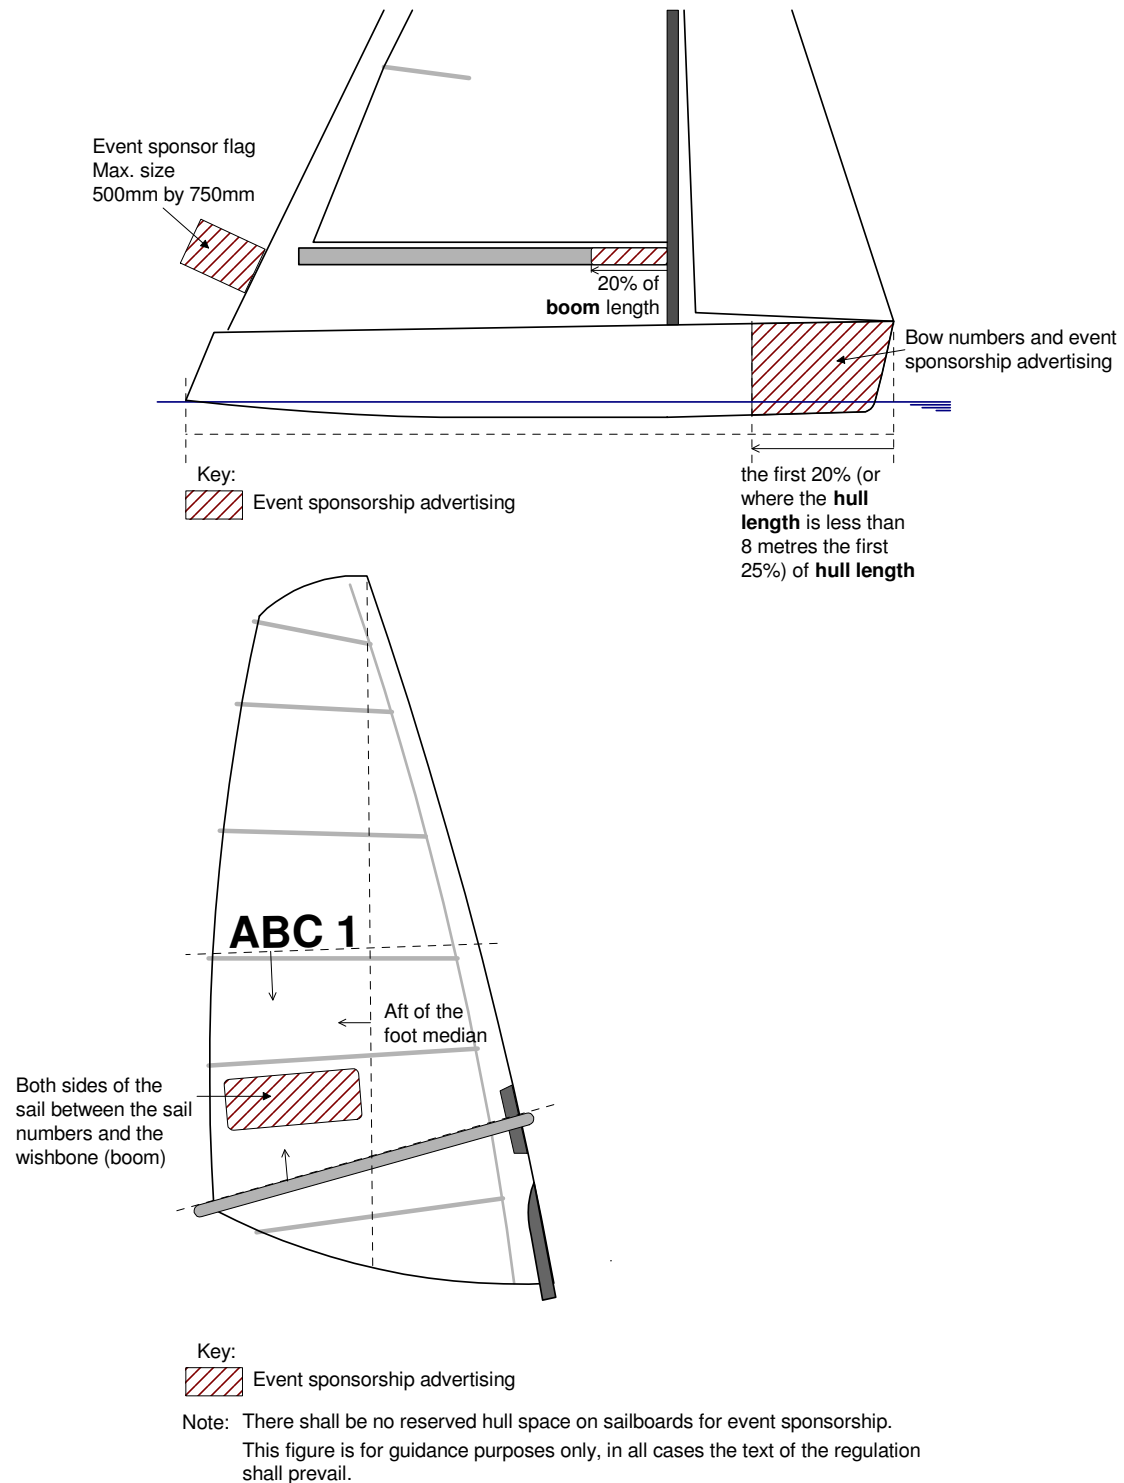 Event sponsor flag
Max. size
500mm by 750mm
20% of
boom length
Bow numbers and event
sponsorship advertising
Key:
Event sponsorship advertising
the first 20% (or
where the hull
length is less than
8 metres the first
25%) of hull length
ABC 1
Aft of the
foot median
Both sides of the
sail between the sail
numbers and the
wishbone (boom)
Key:
Event sponsorship advertising
Note: There shall be no reserved hull space on sailboards for event sponsorship.
This figure is for guidance purposes only, in all cases the text of the regulation
shall prevail.